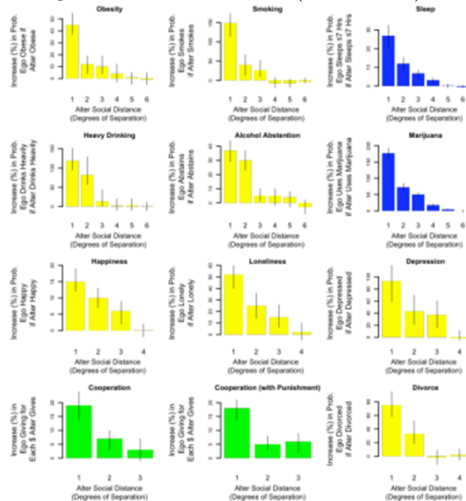 Obesity
Increase (%) in Prob.
Ego Obese if
Alter Obese
1 2 3 4 5 6
Alter Social Distance
(Degrees of Separation)
Smoking
Increase (%) in Prob.
Ego Smokes
if Alter Smokes
1 2 3 4 5 6
Alter Social Distance
(Degrees of Separation)
Sleep
Increase (%) in Prob.
Ego Sleeps ≤7 Hrs
if Alter Sleeps ≤7 Hrs
1 2 3 4 5 6
Alter Social Distance
(Degrees of Separation)
Heavy Drinking
Increase (%) in Prob.
Ego Drinks Heavily
if Alter Drinks Heavily
1 2 3 4 5 6
Alter Social Distance
(Degrees of Separation)
Alcohol Abstention
Increase (%) in Prob.
Ego Abstains
if Alter Abstains
1 2 3 4 5 6
Alter Social Distance
(Degrees of Separation)
Marijuana
Increase (%) in Prob.
Ego Uses Marijuana
if Alter Uses Marijuana
1 2 3 4 5 6
Alter Social Distance
(Degrees of Separation)
Happiness
Increase (%) in Prob.
Ego Happy
if Alter Happy
1 2 3 4
Alter Social Distance
(Degrees of Separation)
Loneliness
Increase (%) in Prob.
Ego Lonely
if Alter Lonely
1 2 3 4
Alter Social Distance
(Degrees of Separation)
Depression
Increase (%) in Prob.
Ego Depressed
if Alter Depressed
1 2 3 4
Alter Social Distance
(Degrees of Separation)
Cooperation
Increase (%) in
Ego Giving for
Each $ Alter Gives
1 2 3
Alter Social Distance
(Degrees of Separation)
Cooperation (with Punishment)
Increase (%) in
Ego Giving for
Each $ Alter Gives
1 2 3
Alter Social Distance
(Degrees of Separation)
Divorce
Increase (%) in Prob.
Ego Divorced
if Alter Divorced
1 2 3 4
Alter Social Distance
(Degrees of Separation)